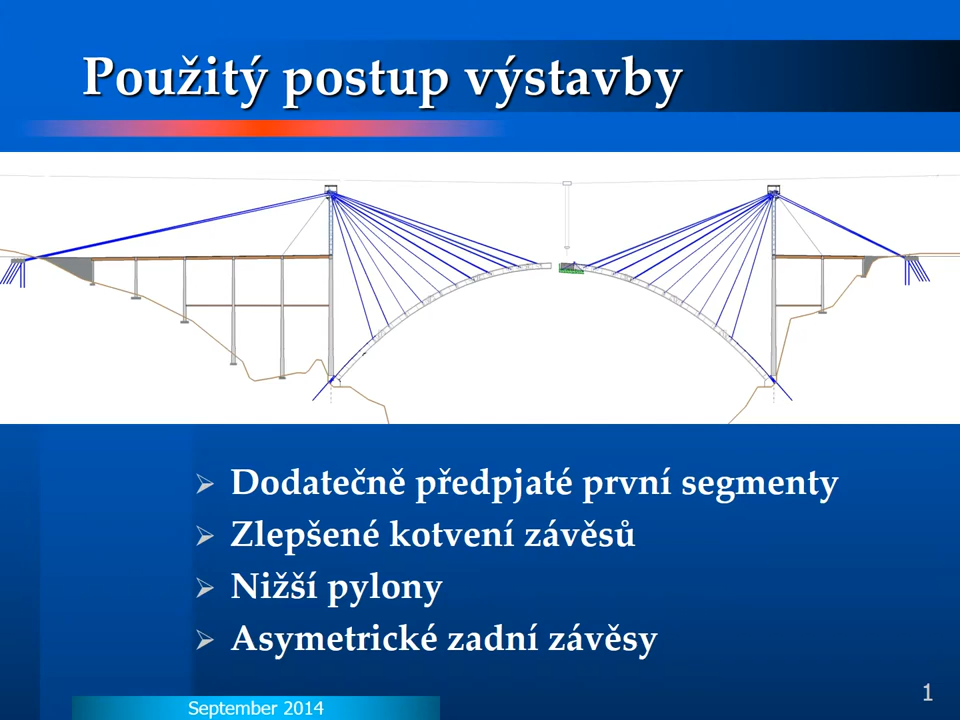 Použitý postup výstavby
Dodatečně předpjaté první segmenty
Zlepšené kotvení závěsů
Nižší pylony
Asymetrické zadní závěsy
September 2014
1